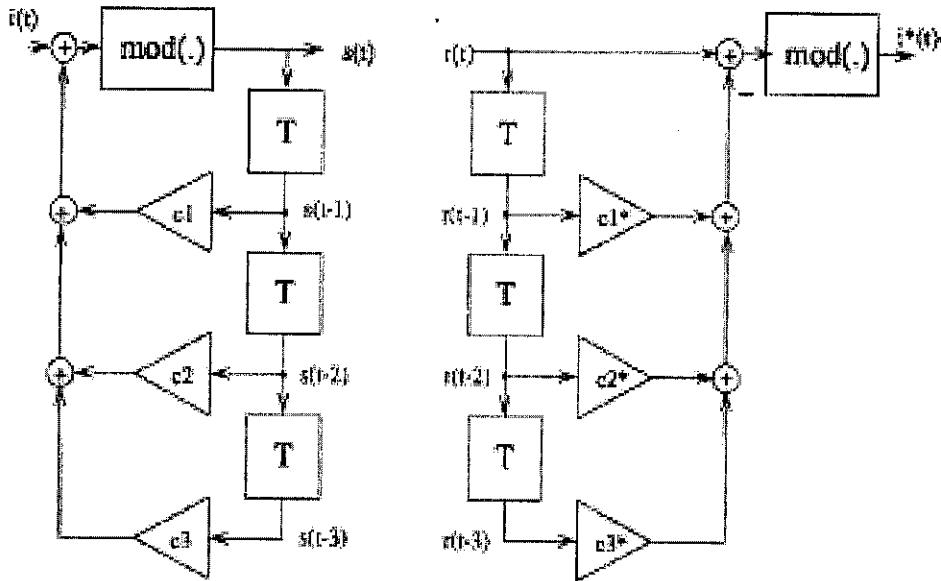 i(t)
mod(.)
s(t)
T
c1
s(t-1)
T
c2
s(t-2)
T
c3
s(t-3)
r(t)
mod(.)
i*(t)
T
r(t-1)
c1*
T
r(t-2)
c2*
T
r(t-3)
c3*